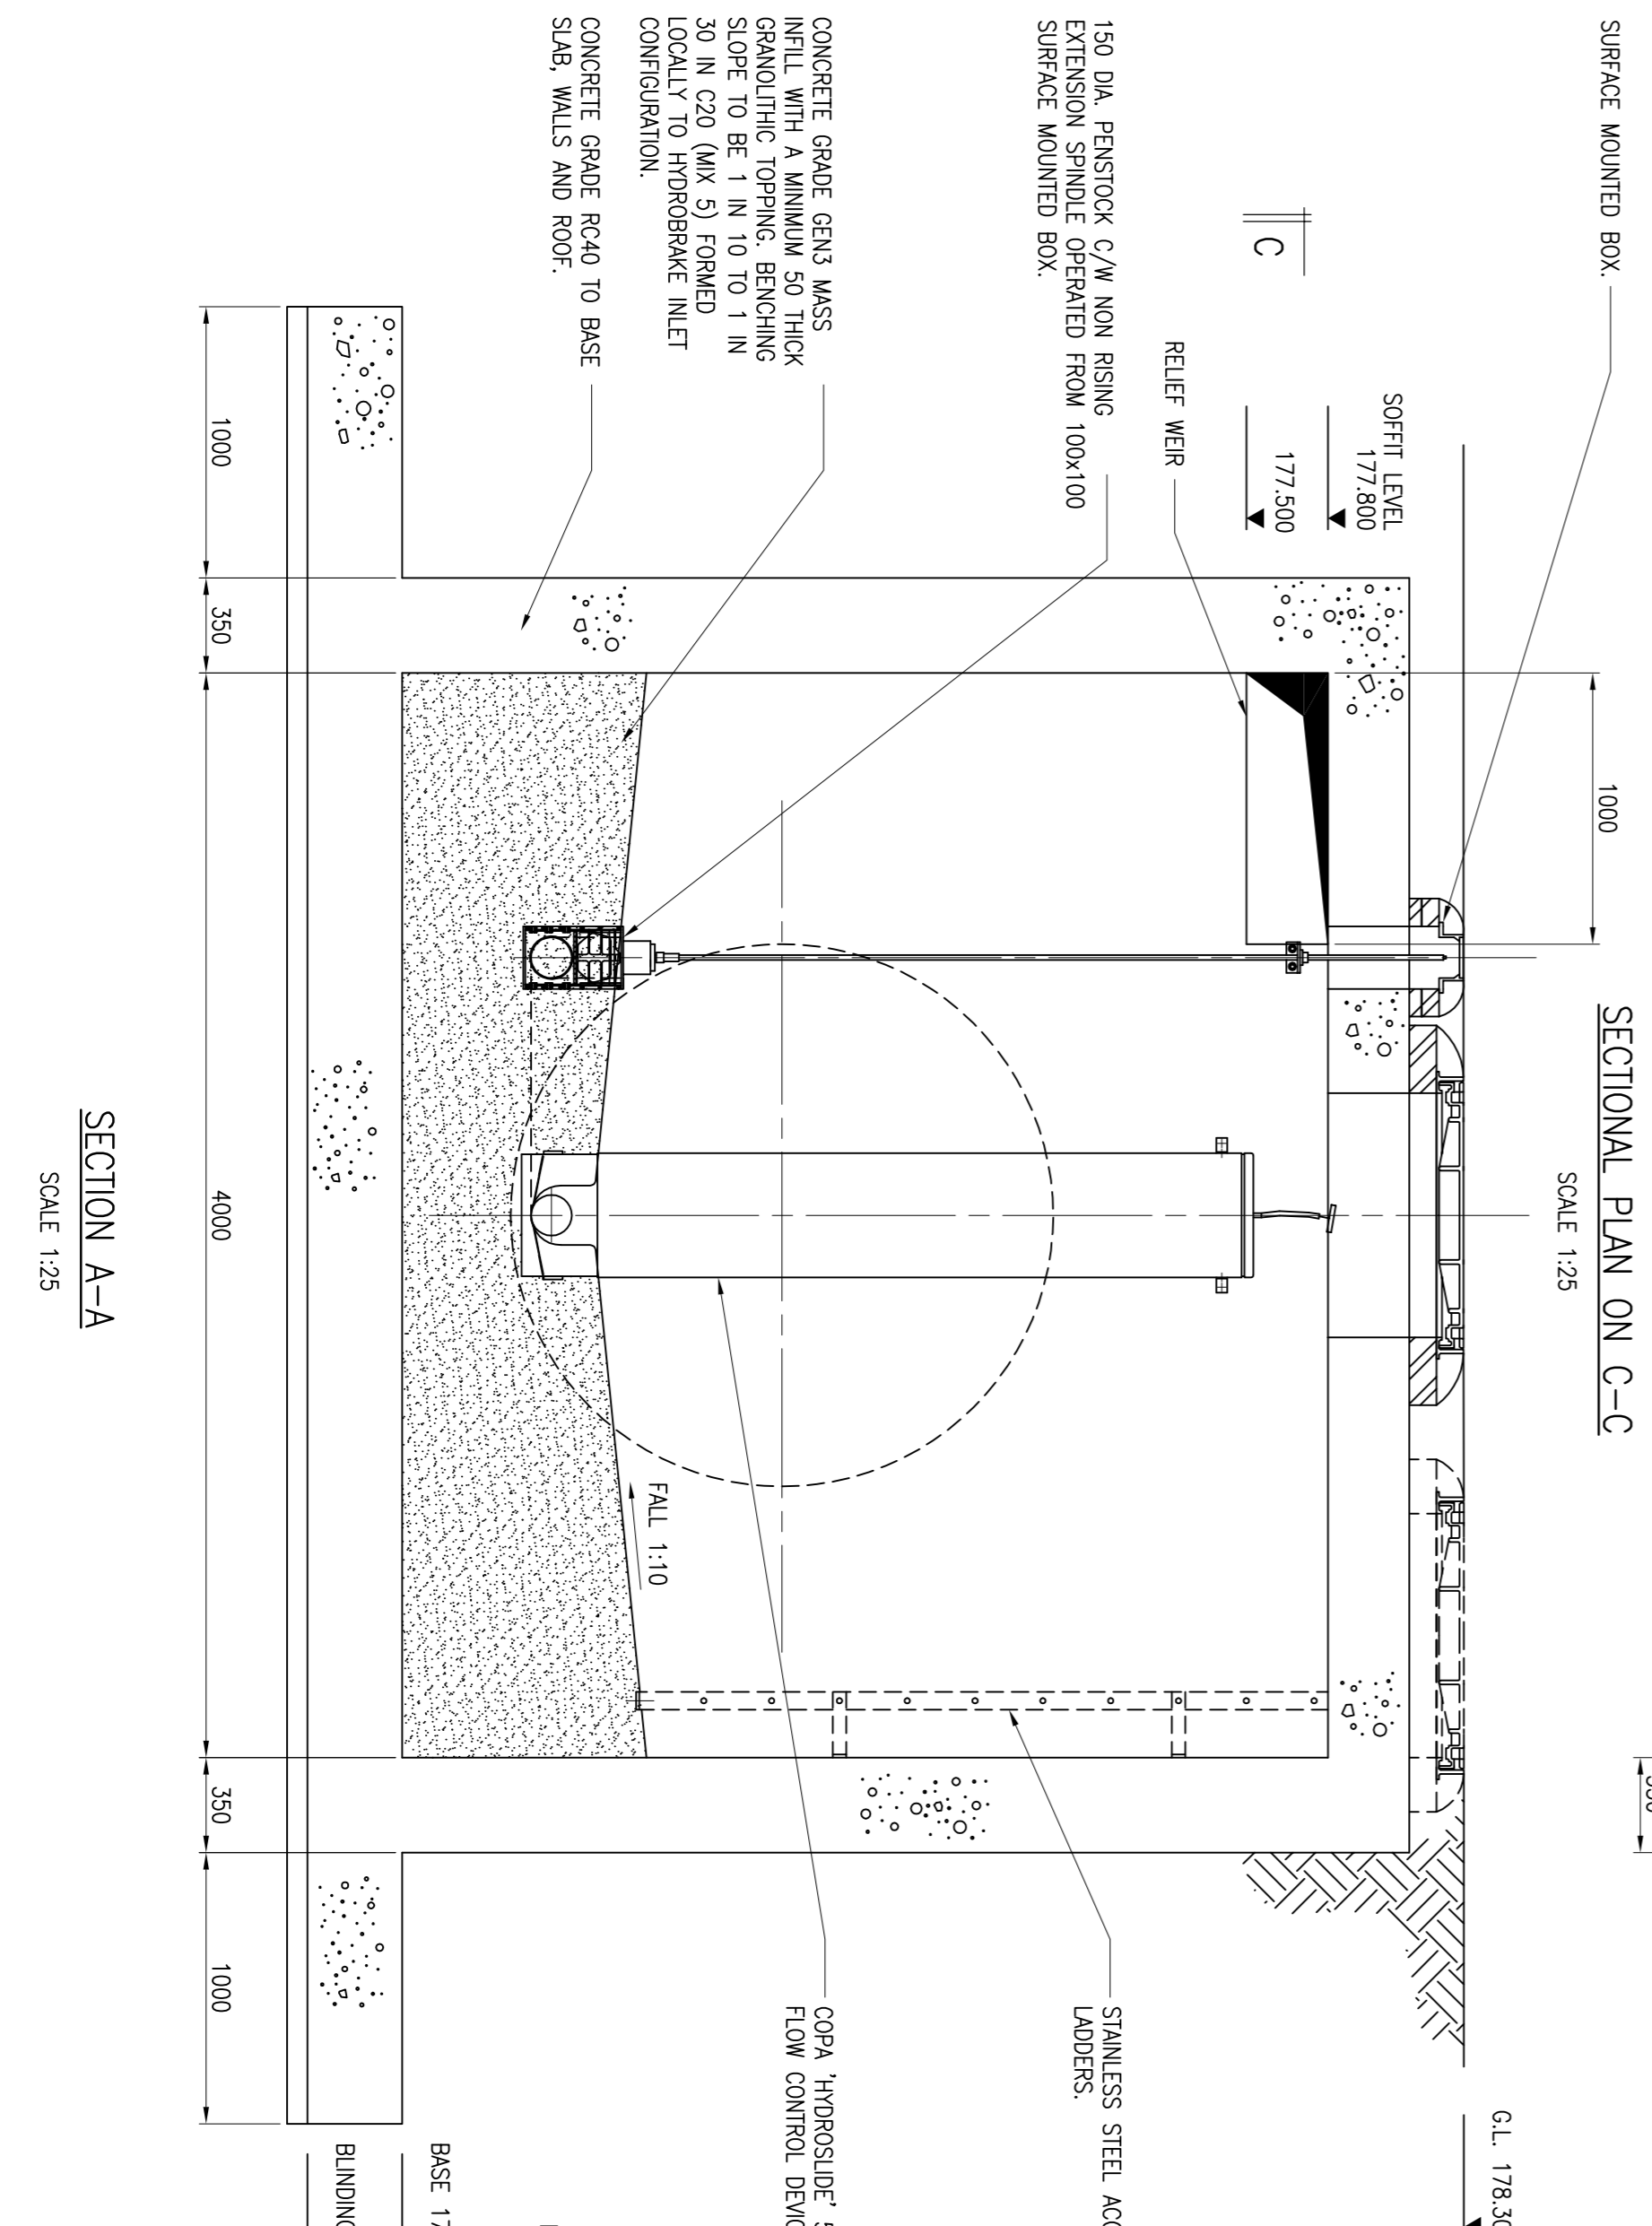 SURFACE MOUNTED BOX.
SECTIONAL PLAN ON C-C
SCALE 1:25
1000
G.L.
SOFFIT LEVEL
177.800
177.500
C
RELIEF WEIR
150 DIA. PENSTOCK C/W NON RISING
EXTENSION SPINDLE OPERATED FROM 100x100
SURFACE MOUNTED BOX.
STAINLESS STEEL
LADDERS.
CONCRETE GRADE GEN3 MASS
INFILL WITH A MINIMUM 50 THICK
GRANOLITHIC TOPPING. BENCHING
SLOPE TO BE 1 IN 10 TO 1 IN
30 IN C20 (MIX 5) FORMED
LOCALLY TO HYDROBRAKE INLET
CONFIGURATION.
COPA 'HYDROSLIDE'
FLOW CONTROL
FALL 1:10
CONCRETE GRADE RC40 TO BASE
SLAB, WALLS AND ROOF.
BASE
BLINDING
1000
350
4000
350
1000
SECTION A-A
SCALE 1:25